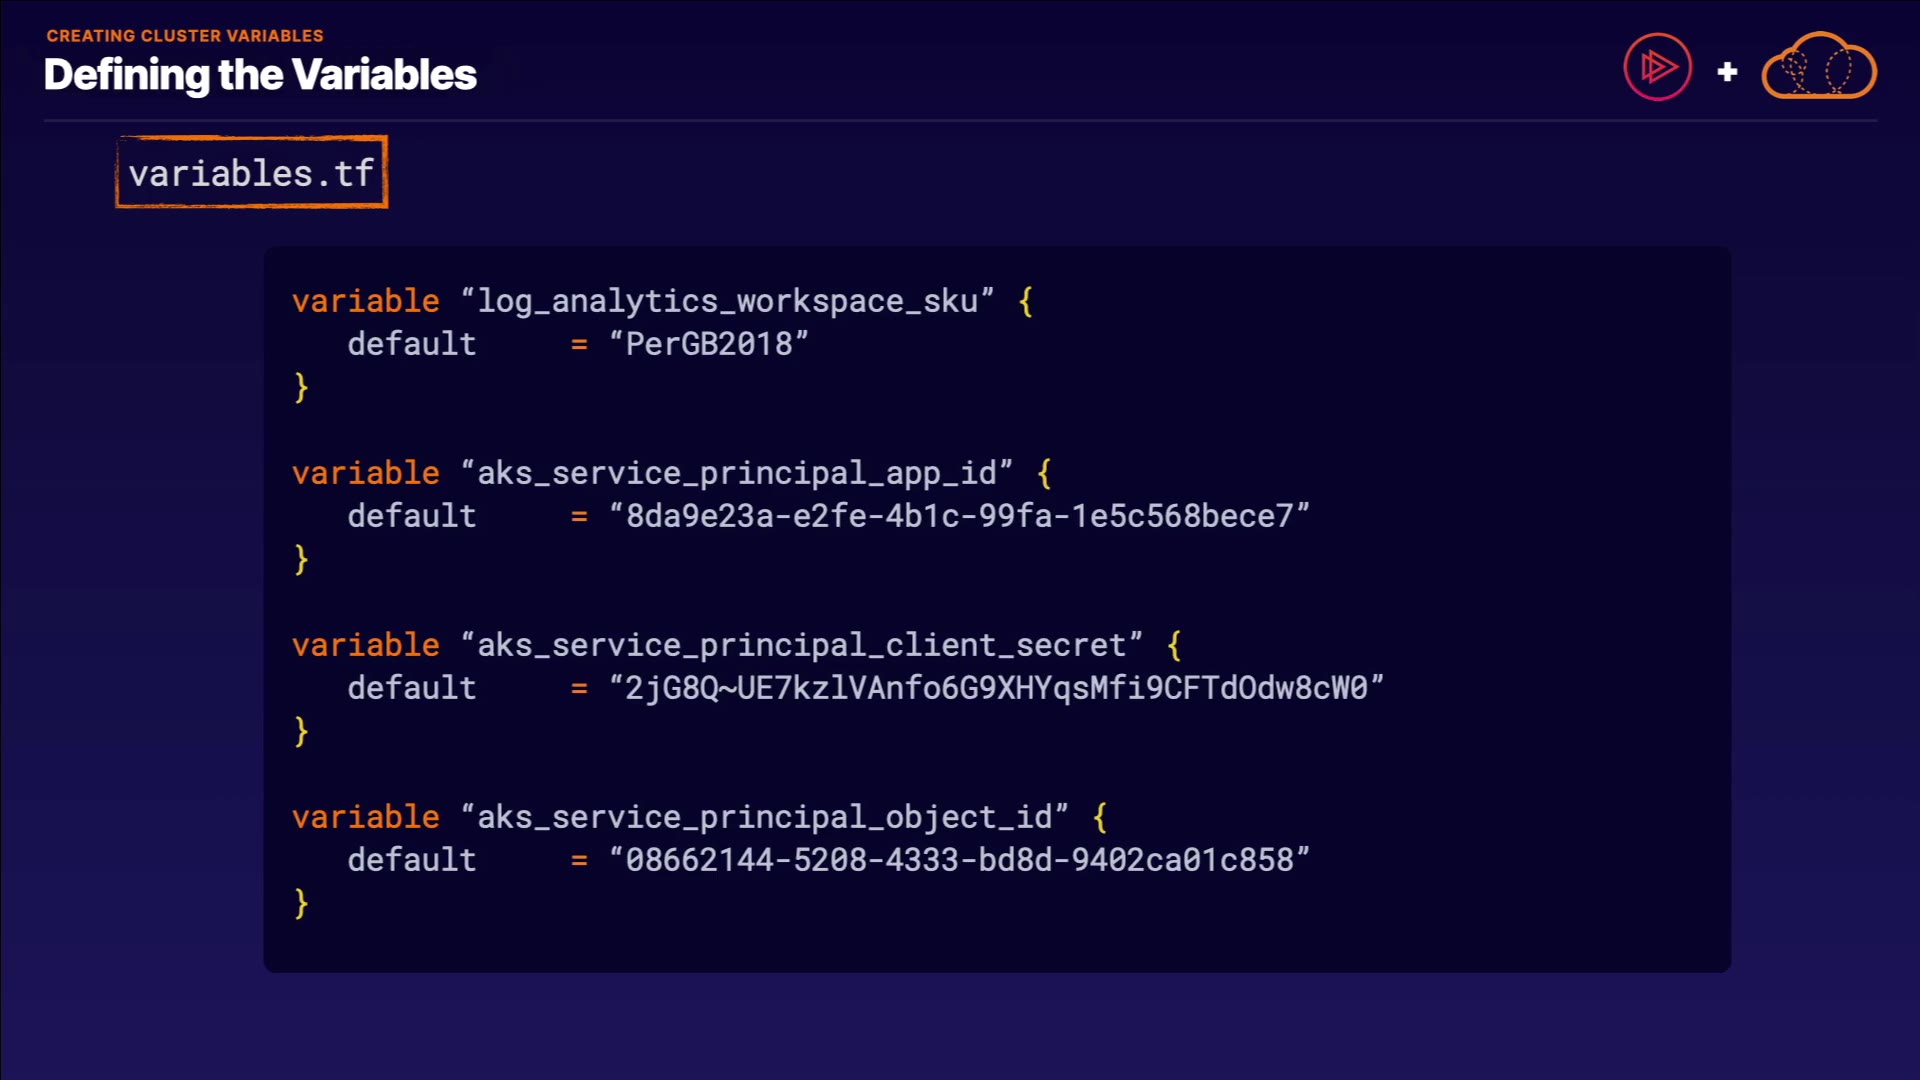 CREATING CLUSTER VARIABLES
Defining the Variables
+
variables.tf
variable “log_analytics_workspace_sku” {
default = “PerGB2018”
}
variable “aks_service_principal_app_id” {
default = “8da9e23a-e2fe-4b1c-99fa-1e5c568bece7”
}
variable “aks_service_principal_client_secret” {
default = “2jG8Q~UE7kzlVAnfo6G9XHYqsMfi9CFTdOdw8cW0”
}
variable “aks_service_principal_object_id” {
default = “08662144-5208-4333-bd8d-9402ca01c858”
}